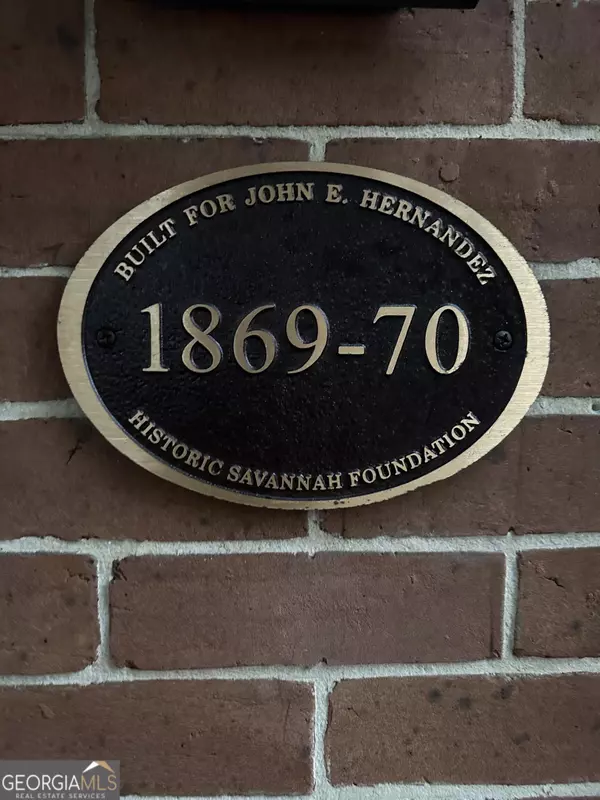 BUILT FOR JOHN E. HERNANDEZ
1869-70
HISTORIC SAVANNAH FOUNDATION
GEORGIAMLS
REAL ESTATE SERVICES